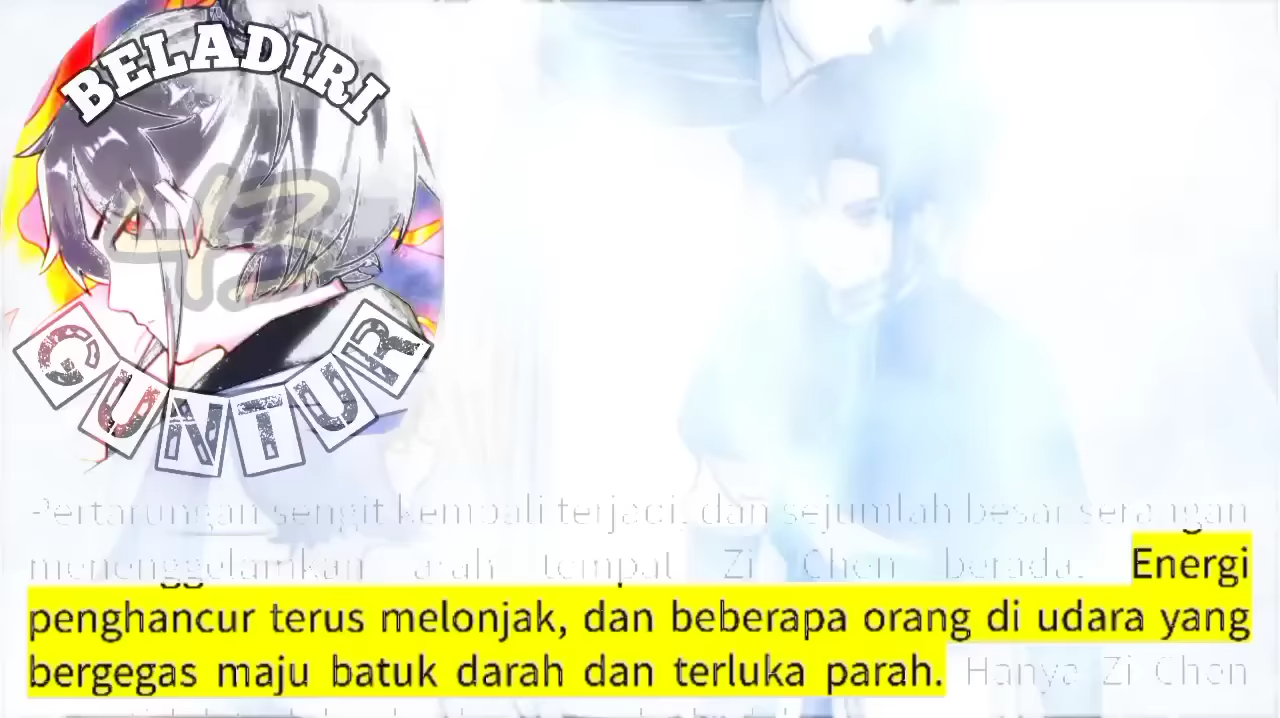 BELADIRI
GUNTUR
Pertarungan sengit kembali terjadi, dan sejumlah besar serangan
menenggelamkan arah tempat Zi Chen berada. Energi
penghancur terus melonjak, dan beberapa orang di udara yang
bergegas maju batuk darah dan terluka parah. Hanya Zi Chen